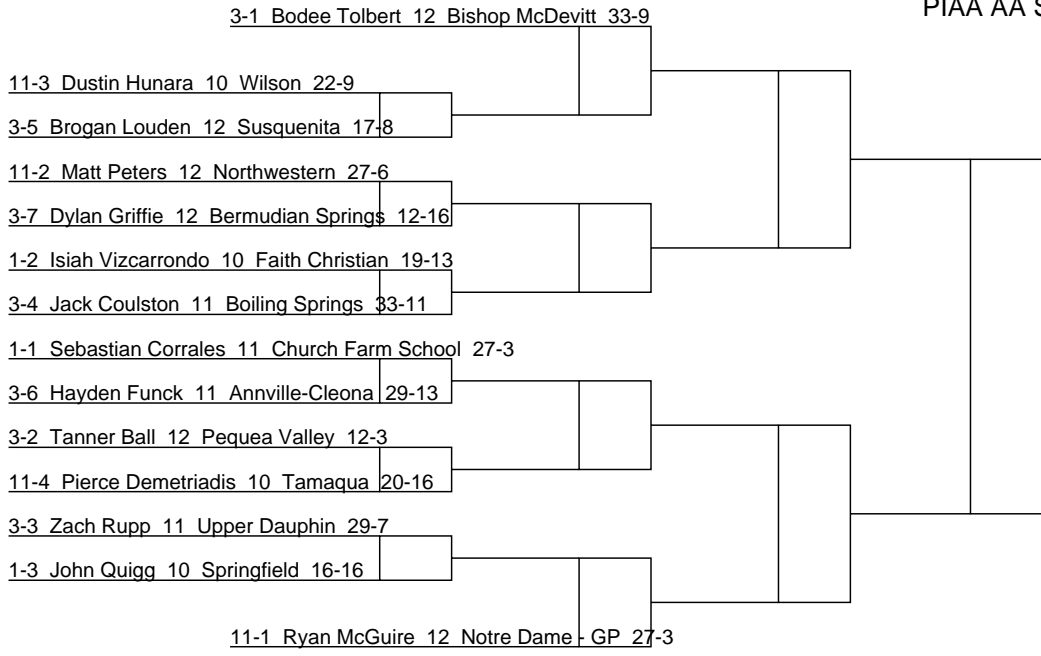 PIAA AA S
3-1 Bodee Tolbert 12 Bishop McDevitt 33-9
11-3 Dustin Hunara 10 Wilson 22-9
3-5 Brogan Louden 12 Susquenita 17-8
11-2 Matt Peters 12 Northwestern 27-6
3-7 Dylan Griffie 12 Bermudian Springs 12-16
1-2 Isiah Vizcarrondo 10 Faith Christian 19-13
3-4 Jack Coulston 11 Boiling Springs 33-11
1-1 Sebastian Corrales 11 Church Farm School 27-3
3-6 Hayden Funck 11 Annville-Cleona 29-13
3-2 Tanner Ball 12 Pequea Valley 12-3
11-4 Pierce Demetriadis 10 Tamaqua 20-16
3-3 Zach Rupp 11 Upper Dauphin 29-7
1-3 John Quigg 10 Springfield 16-16
11-1 Ryan McGuire 12 Notre Dame - GP 27-3